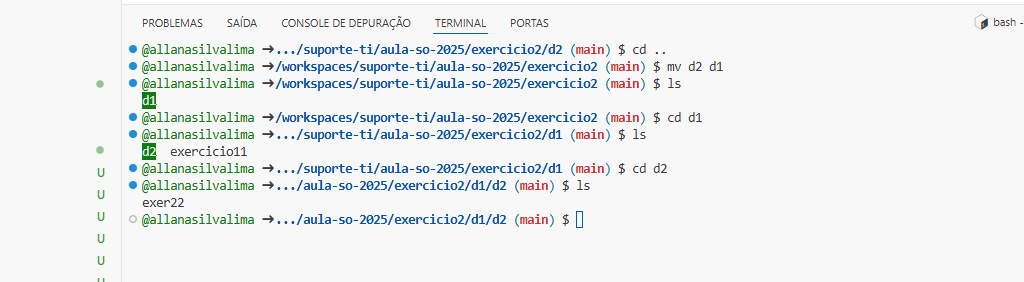 PROBLEMAS SAÍDA CONSOLE DE DEPURAÇÃO TERMINAL PORTAS bash -
@allanasilvalima ➜.../suporte-ti/aula-so-2025/exercicio2/d2 (main) $ cd ..
@allanasilvalima ➜/workspaces/suporte-ti/aula-so-2025/exercicio2 (main) $ mv d2 d1
@allanasilvalima ➜/workspaces/suporte-ti/aula-so-2025/exercicio2 (main) $ ls
d1
@allanasilvalima ➜/workspaces/suporte-ti/aula-so-2025/exercicio2 (main) $ cd d1
@allanasilvalima ➜.../suporte-ti/aula-so-2025/exercicio2/d1 (main) $ ls
d2 exercicio11
U @allanasilvalima ➜.../suporte-ti/aula-so-2025/exercicio2/d1 (main) $ cd d2
U @allanasilvalima ➜.../aula-so-2025/exercicio2/d1/d2 (main) $ ls
exer22
U @allanasilvalima ➜.../aula-so-2025/exercicio2/d1/d2 (main) $
U
U
U